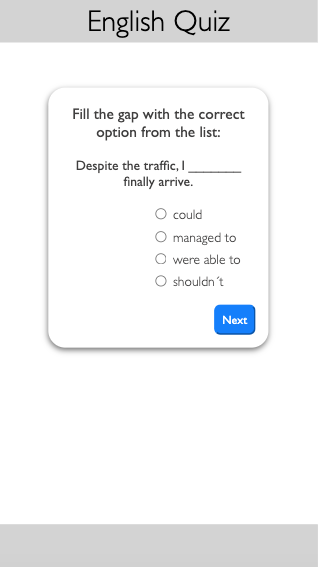 English Quiz
Fill the gap with the correct
option from the list:
Despite the traffic, I _______
finally arrive.
could
managed to
were able to
shouldn´t
Next